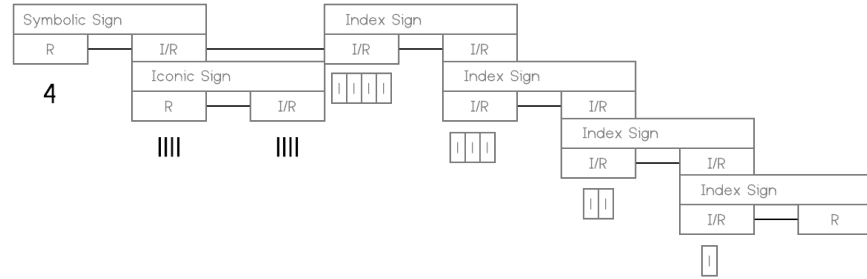 Symbolic Sign
Index Sign
R I/R I/R I/R
Iconic Sign
Index Sign
4
R I/R
I I I I
I/R I/R
Index Sign
IIII IIII
I I I
I/R I/R
Index Sign
I I
I/R R
I